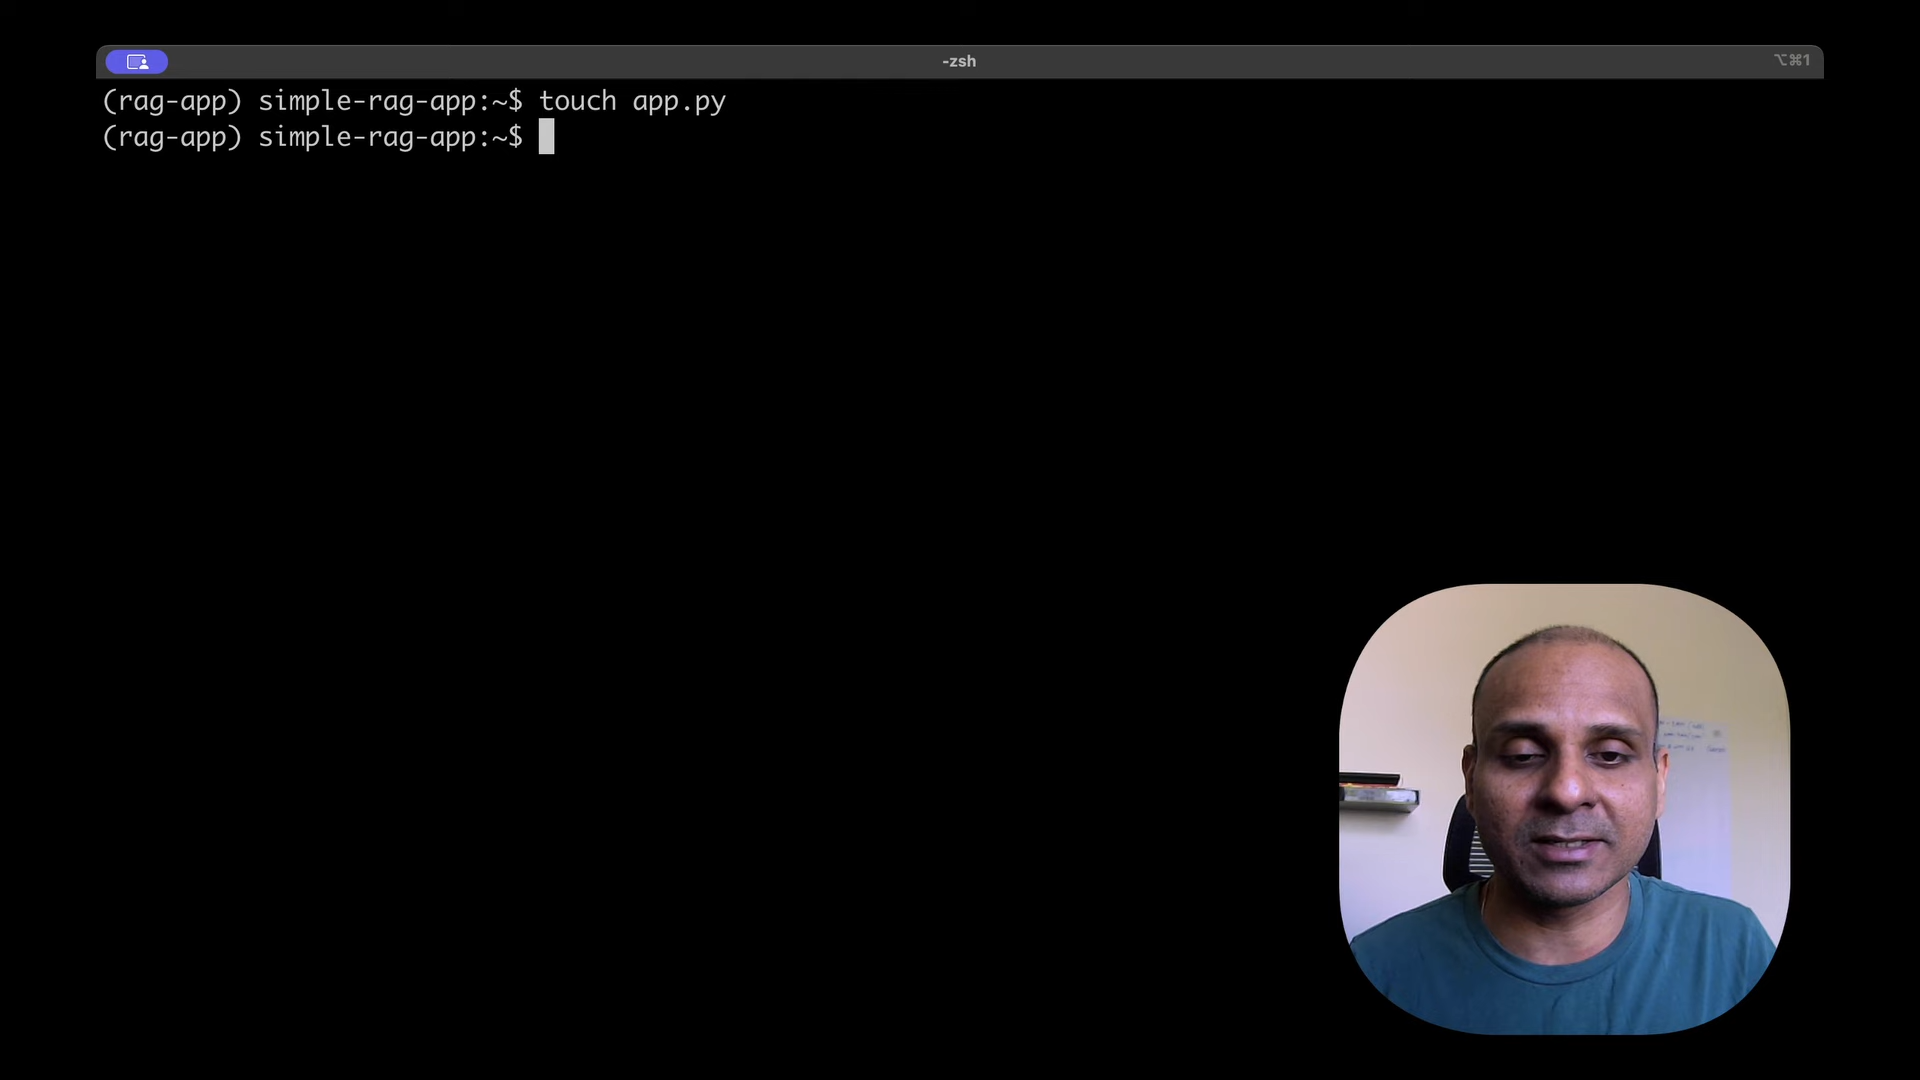 -zsh
⌥⌘1
(rag-app) simple-rag-app:~$ touch app.py
(rag-app) simple-rag-app:~$